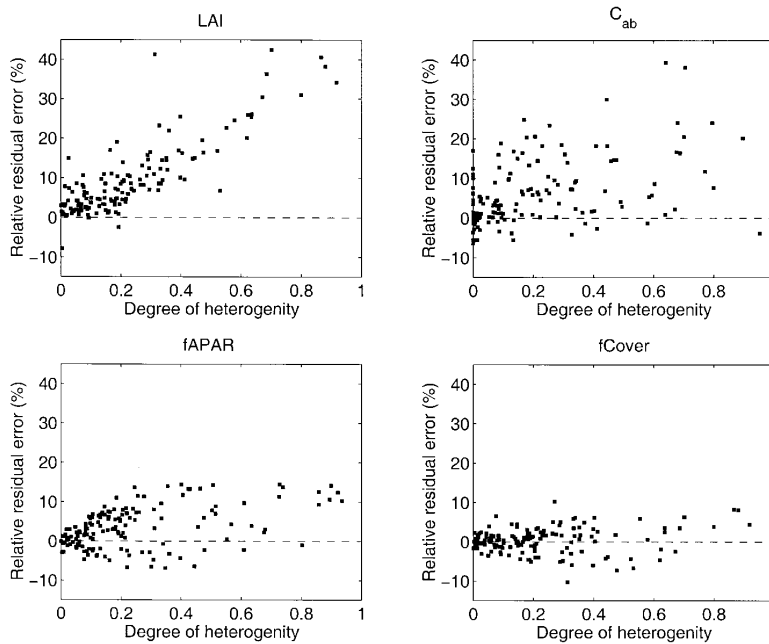 LAI
Relative residual error (%)
40
30
20
10
0
−10
0 0.2 0.4 0.6 0.8 1
Degree of heterogenity
C_ab
Relative residual error (%)
40
30
20
10
0
−10
0 0.2 0.4 0.6 0.8
Degree of heterogenity
fAPAR
Relative residual error (%)
40
30
20
10
0
−10
0 0.2 0.4 0.6 0.8 1
Degree of heterogenity
fCover
Relative residual error (%)
40
30
20
10
0
−10
0 0.2 0.4 0.6 0.8
Degree of heterogenity